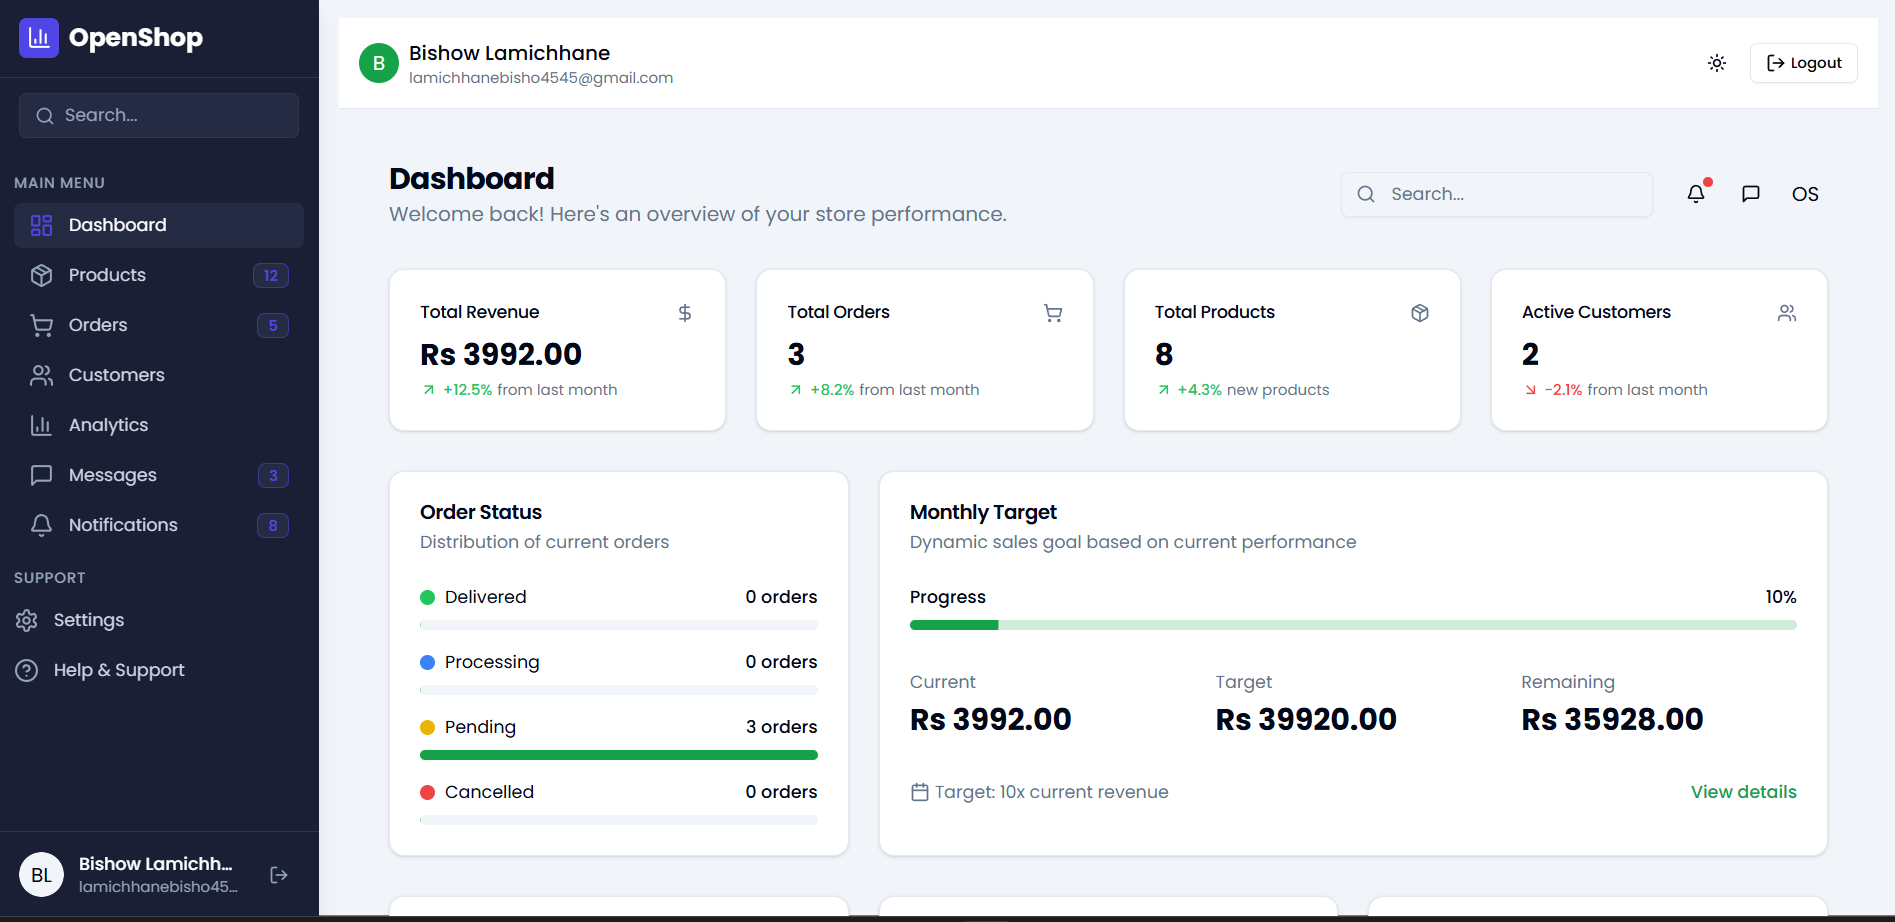 OpenShop
Search...
MAIN MENU
Dashboard
Products 12
Orders 5
Customers
Analytics
Messages 3
Notifications 8
SUPPORT
Settings
Help & Support
BL
Bishow Lamichh...
lamichhanebisho45...
B
Bishow Lamichhane
lamichhanebisho4545@gmail.com
Logout
Dashboard
Welcome back! Here's an overview of your store performance.
Search...
OS
Total Revenue
Rs 3992.00
+12.5% from last month
Total Orders
3
+8.2% from last month
Total Products
8
+4.3% new products
Active Customers
2
-2.1% from last month
Order Status
Distribution of current orders
Delivered 0 orders
Processing 0 orders
Pending 3 orders
Cancelled 0 orders
Monthly Target
Dynamic sales goal based on current performance
Progress 10%
Current Target Remaining
Rs 3992.00 Rs 39920.00 Rs 35928.00
Target: 10x current revenue View details